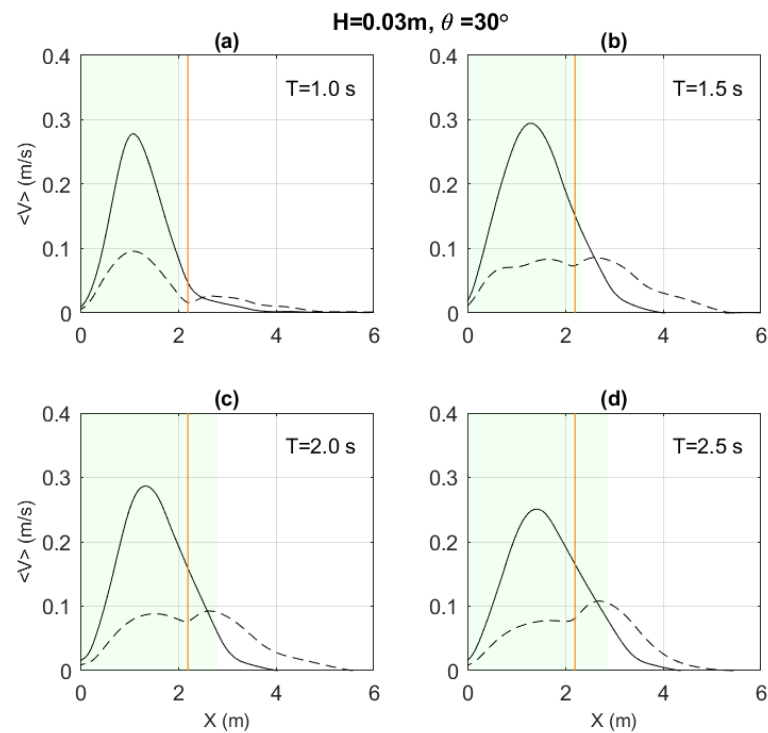 H=0.03m, θ =30°
(a)
(b)
0.4
0.3
0.2
0.1
0
T=1.0 s
<V> (m/s)
0 2 4 6
0.4
0.3
0.2
0.1
0
T=1.5 s
0 2 4 6
(c)
(d)
0.4
0.3
0.2
0.1
0
T=2.0 s
<V> (m/s)
0 2 4 6
X (m)
0.4
0.3
0.2
0.1
0
T=2.5 s
0 2 4 6
X (m)